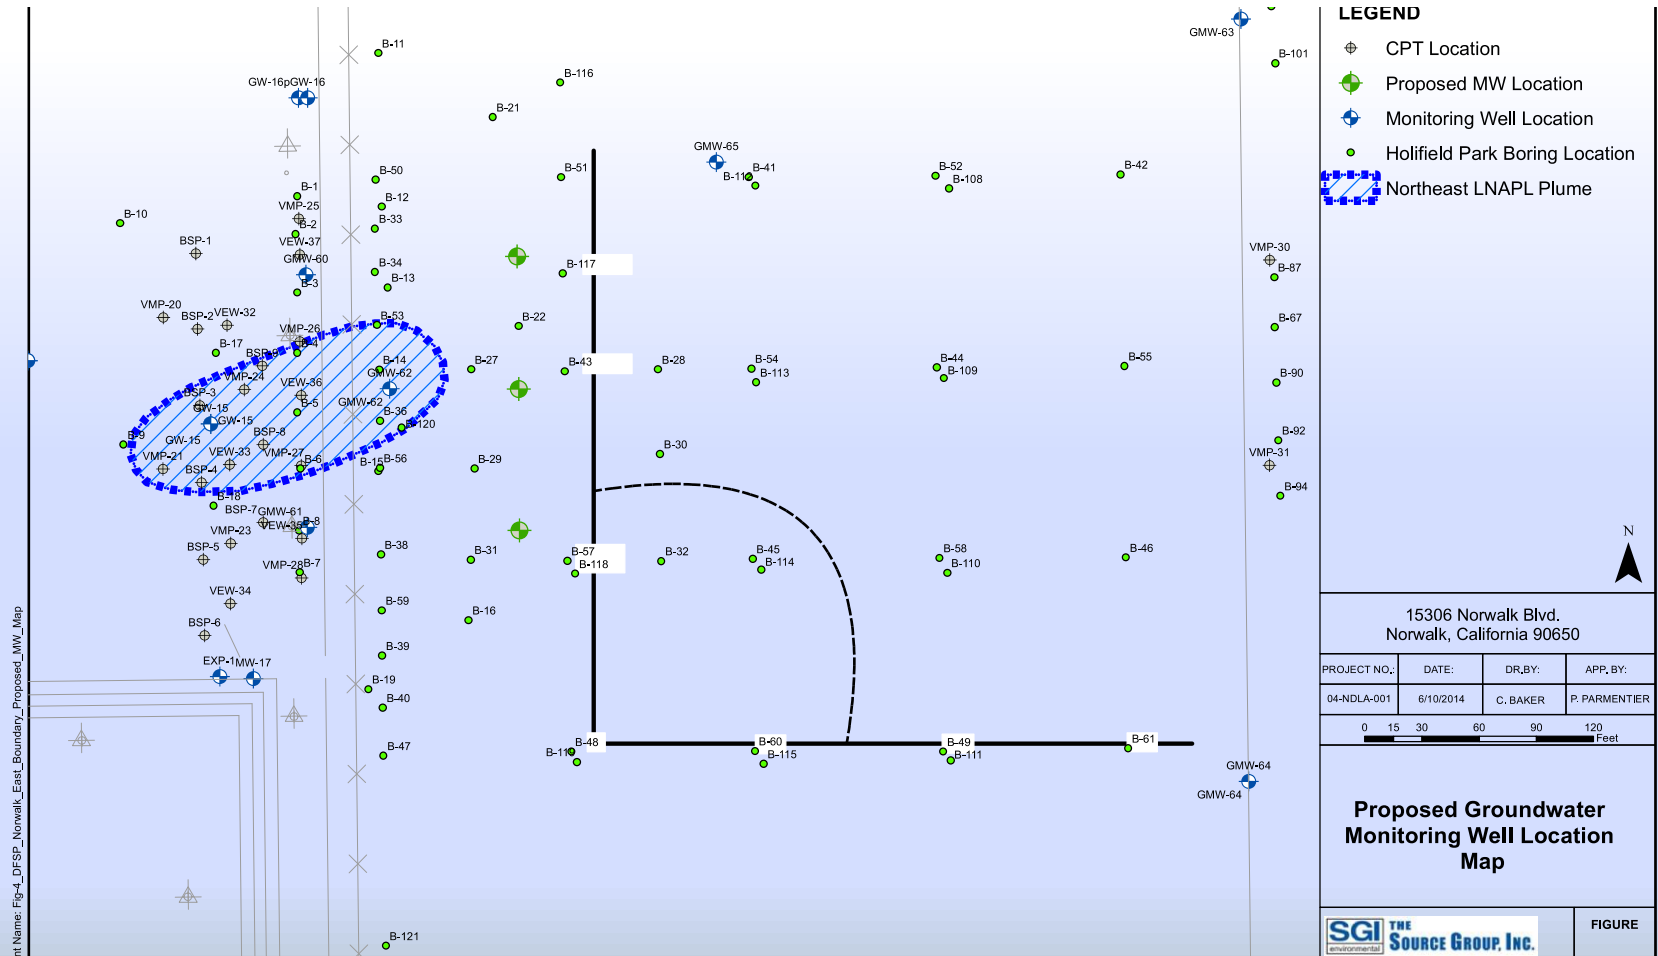 LEGEND
CPT Location
Proposed MW Location
Monitoring Well Location
Holifield Park Boring Location
Northeast LNAPL Plume
GMW-63
B-101
B-11
B-116
GW-16pGW-16
B-21
GMW-65
B-41
B-52
B-42
B-51
B-108
B-50
B-1
B-12
VMP-25
B-10
B-2
B-33
BSP-1
VEW-37
GMW-60
B-34
B-117
VMP-30
B-87
B-3
B-13
VMP-20
BSP-2
VEW-32
B-53
B-22
B-67
VMP-26
B-17
B-4
B-14
B-27
B-43
B-28
B-54
B-44
B-55
VMP-24
GMW-62
B-113
B-109
B-90
BSP-3
VEW-36
GMW-62
GW-15
B-5
GW-15
B-36
B-120
B-9
GW-15
BSP-8
B-92
VMP-21
VEW-33
VMP-27
B-6
B-15
B-56
B-29
B-30
VMP-31
BSP-4
B-18
B-94
BSP-7
GMW-61
VEW-35
B-8
VMP-23
BSP-5
B-38
B-31
B-57
B-32
B-45
B-58
B-46
VMP-28
B-7
B-118
B-114
B-110
VEW-34
B-59
B-16
BSP-6
B-39
EXP-1
MW-17
B-19
B-40
B-47
B-48
B-60
B-49
B-61
B-115
B-111
GMW-64
GMW-64
B-121
N
15306 Norwalk Blvd.
Norwalk, California 90650
PROJECT NO.: DATE: DR.BY: APP. BY:
04-NDLA-001 6/10/2014 C. BAKER P. PARMENTIER
0 15 30 60 90 120
Feet
Proposed Groundwater
Monitoring Well Location
Map
SGI THE
environmental SOURCE GROUP, INC.
FIGURE
nt Name: Fig-4_DFSP_Norwalk_East_Boundary_Proposed_MW_Map